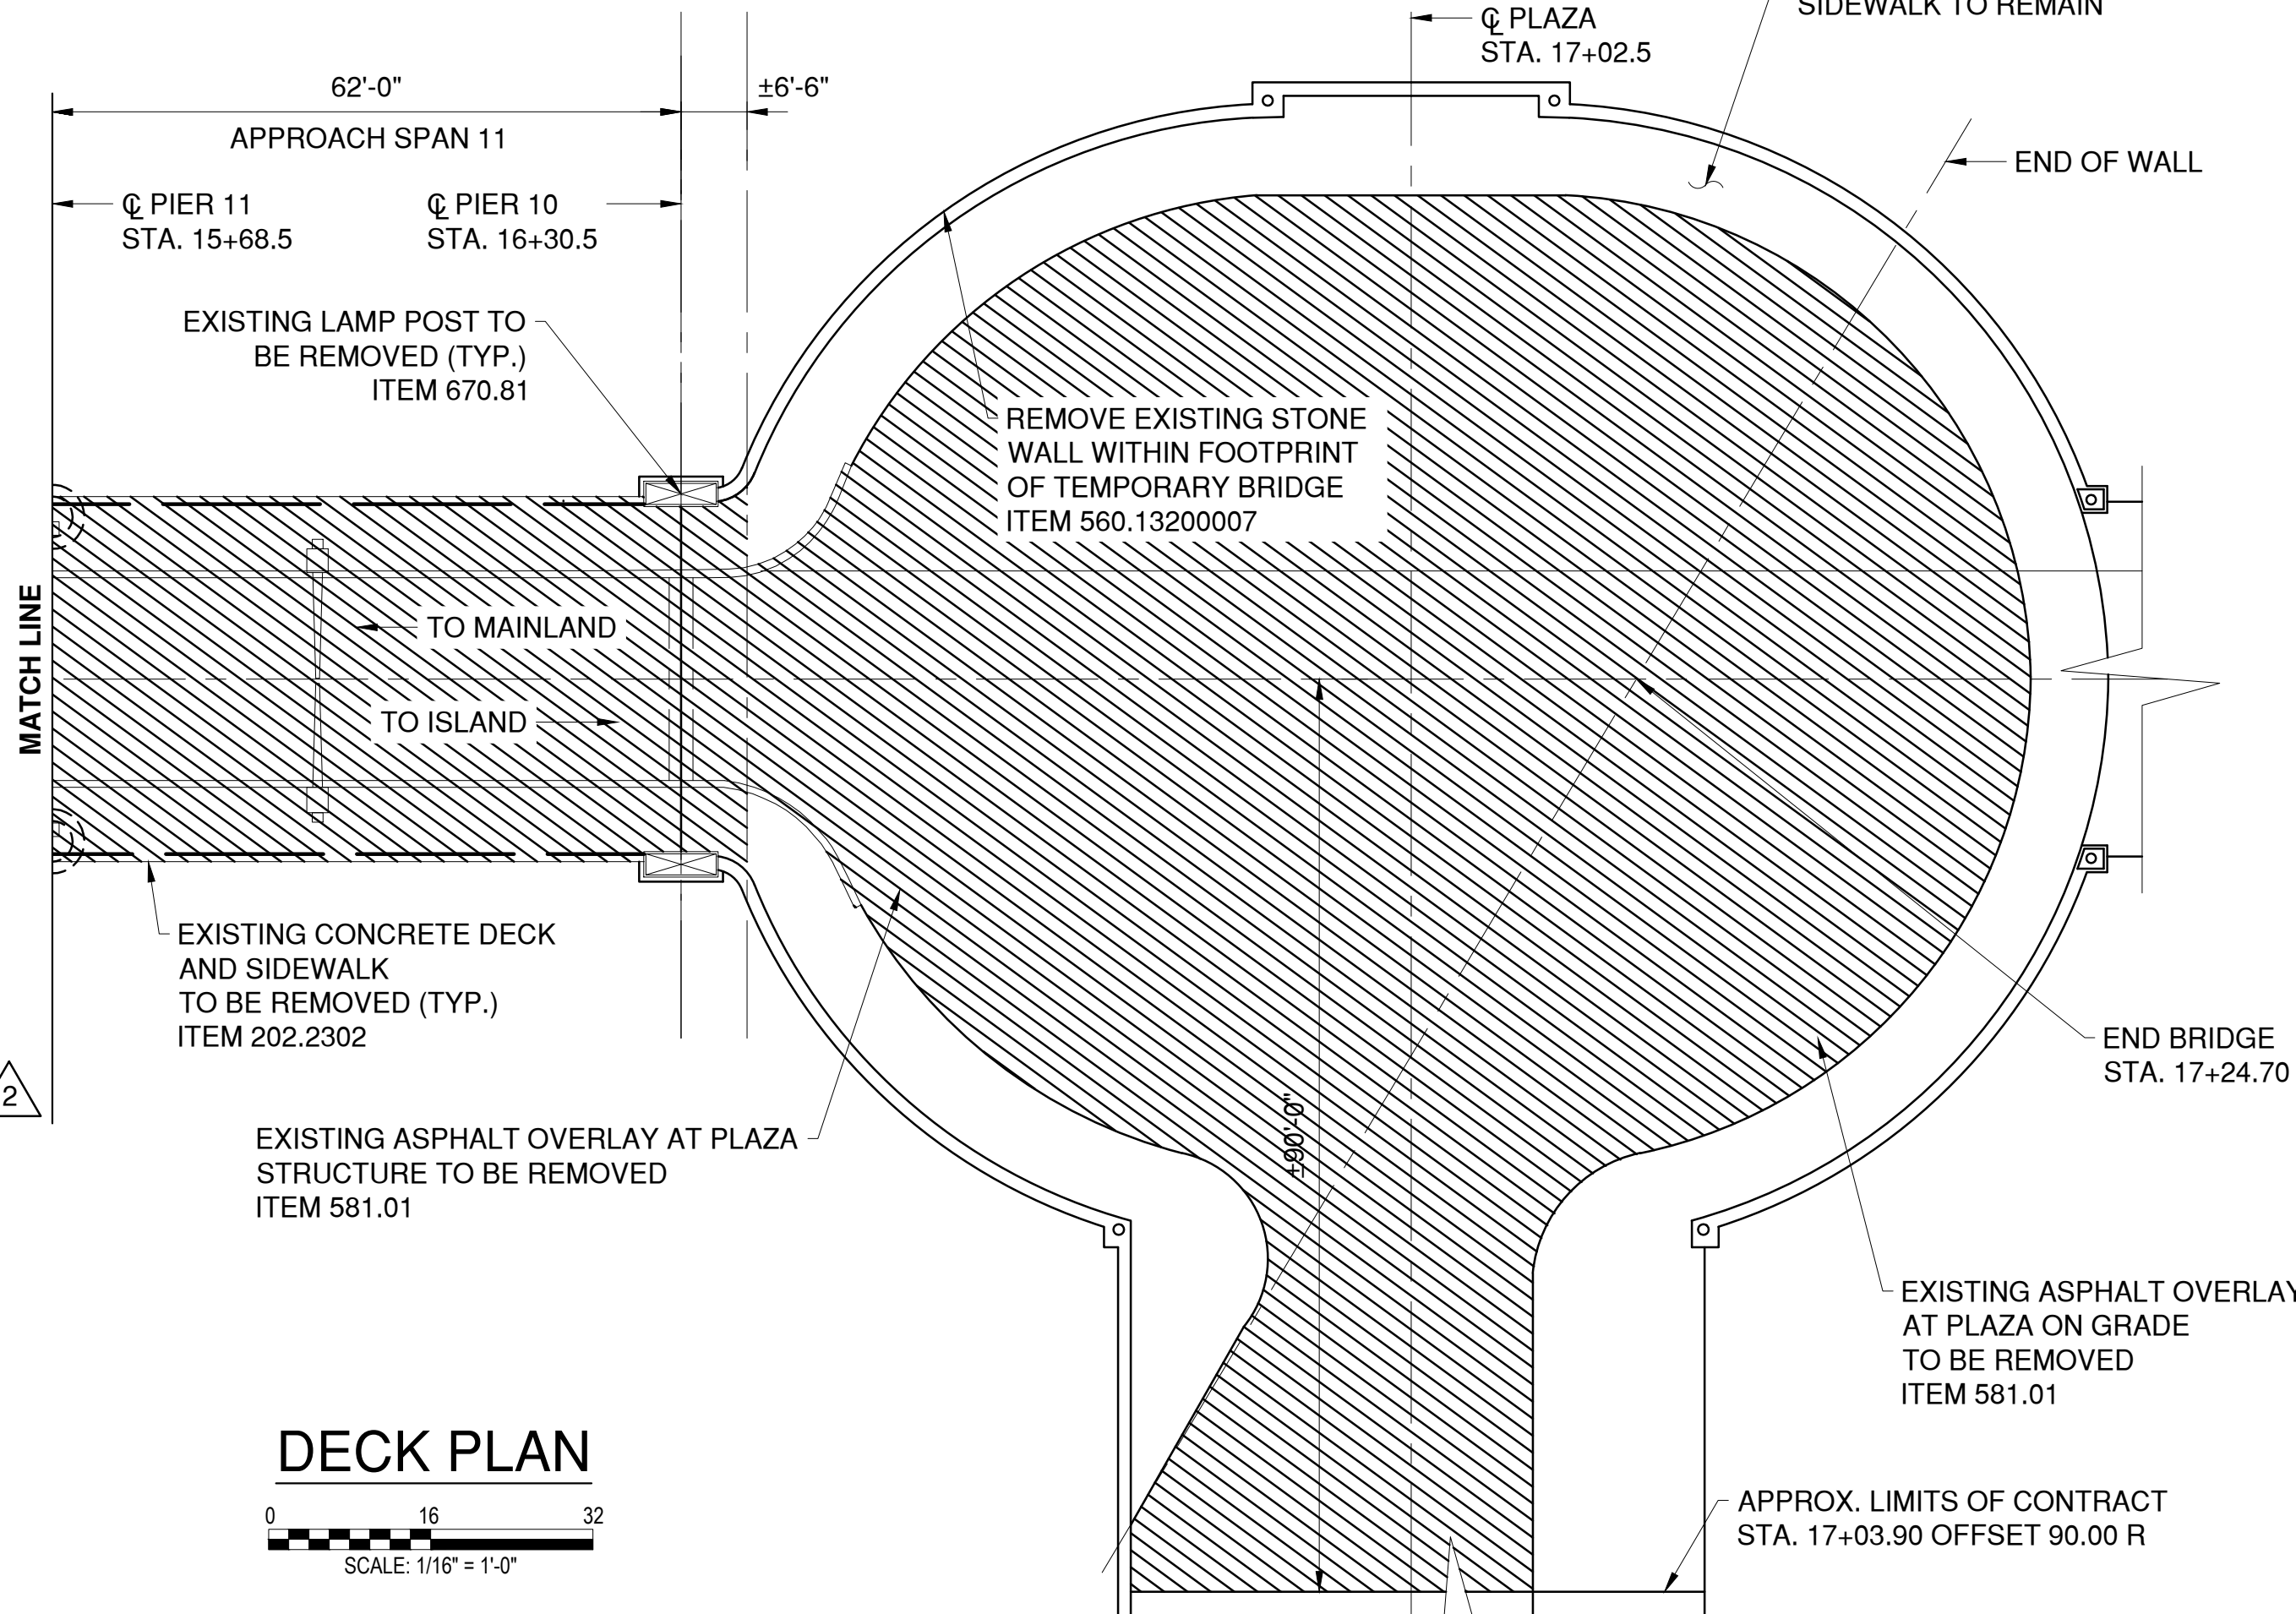 SIDEWALK TO REMAIN
℄ PLAZA
STA. 17+02.5
62'-0"
±6'-6"
APPROACH SPAN 11
END OF WALL
℄ PIER 11
STA. 15+68.5
℄ PIER 10
STA. 16+30.5
EXISTING LAMP POST TO
BE REMOVED (TYP.)
ITEM 670.81
REMOVE EXISTING STONE
WALL WITHIN FOOTPRINT
OF TEMPORARY BRIDGE
ITEM 560.13200007
MATCH LINE
TO MAINLAND
TO ISLAND
EXISTING CONCRETE DECK
AND SIDEWALK
TO BE REMOVED (TYP.)
ITEM 202.2302
END BRIDGE
STA. 17+24.70
2
±90'-0"
EXISTING ASPHALT OVERLAY AT PLAZA
STRUCTURE TO BE REMOVED
ITEM 581.01
EXISTING ASPHALT OVERLAY
AT PLAZA ON GRADE
TO BE REMOVED
ITEM 581.01
DECK PLAN
0 16 32
SCALE: 1/16" = 1'-0"
APPROX. LIMITS OF CONTRACT
STA. 17+03.90 OFFSET 90.00 R